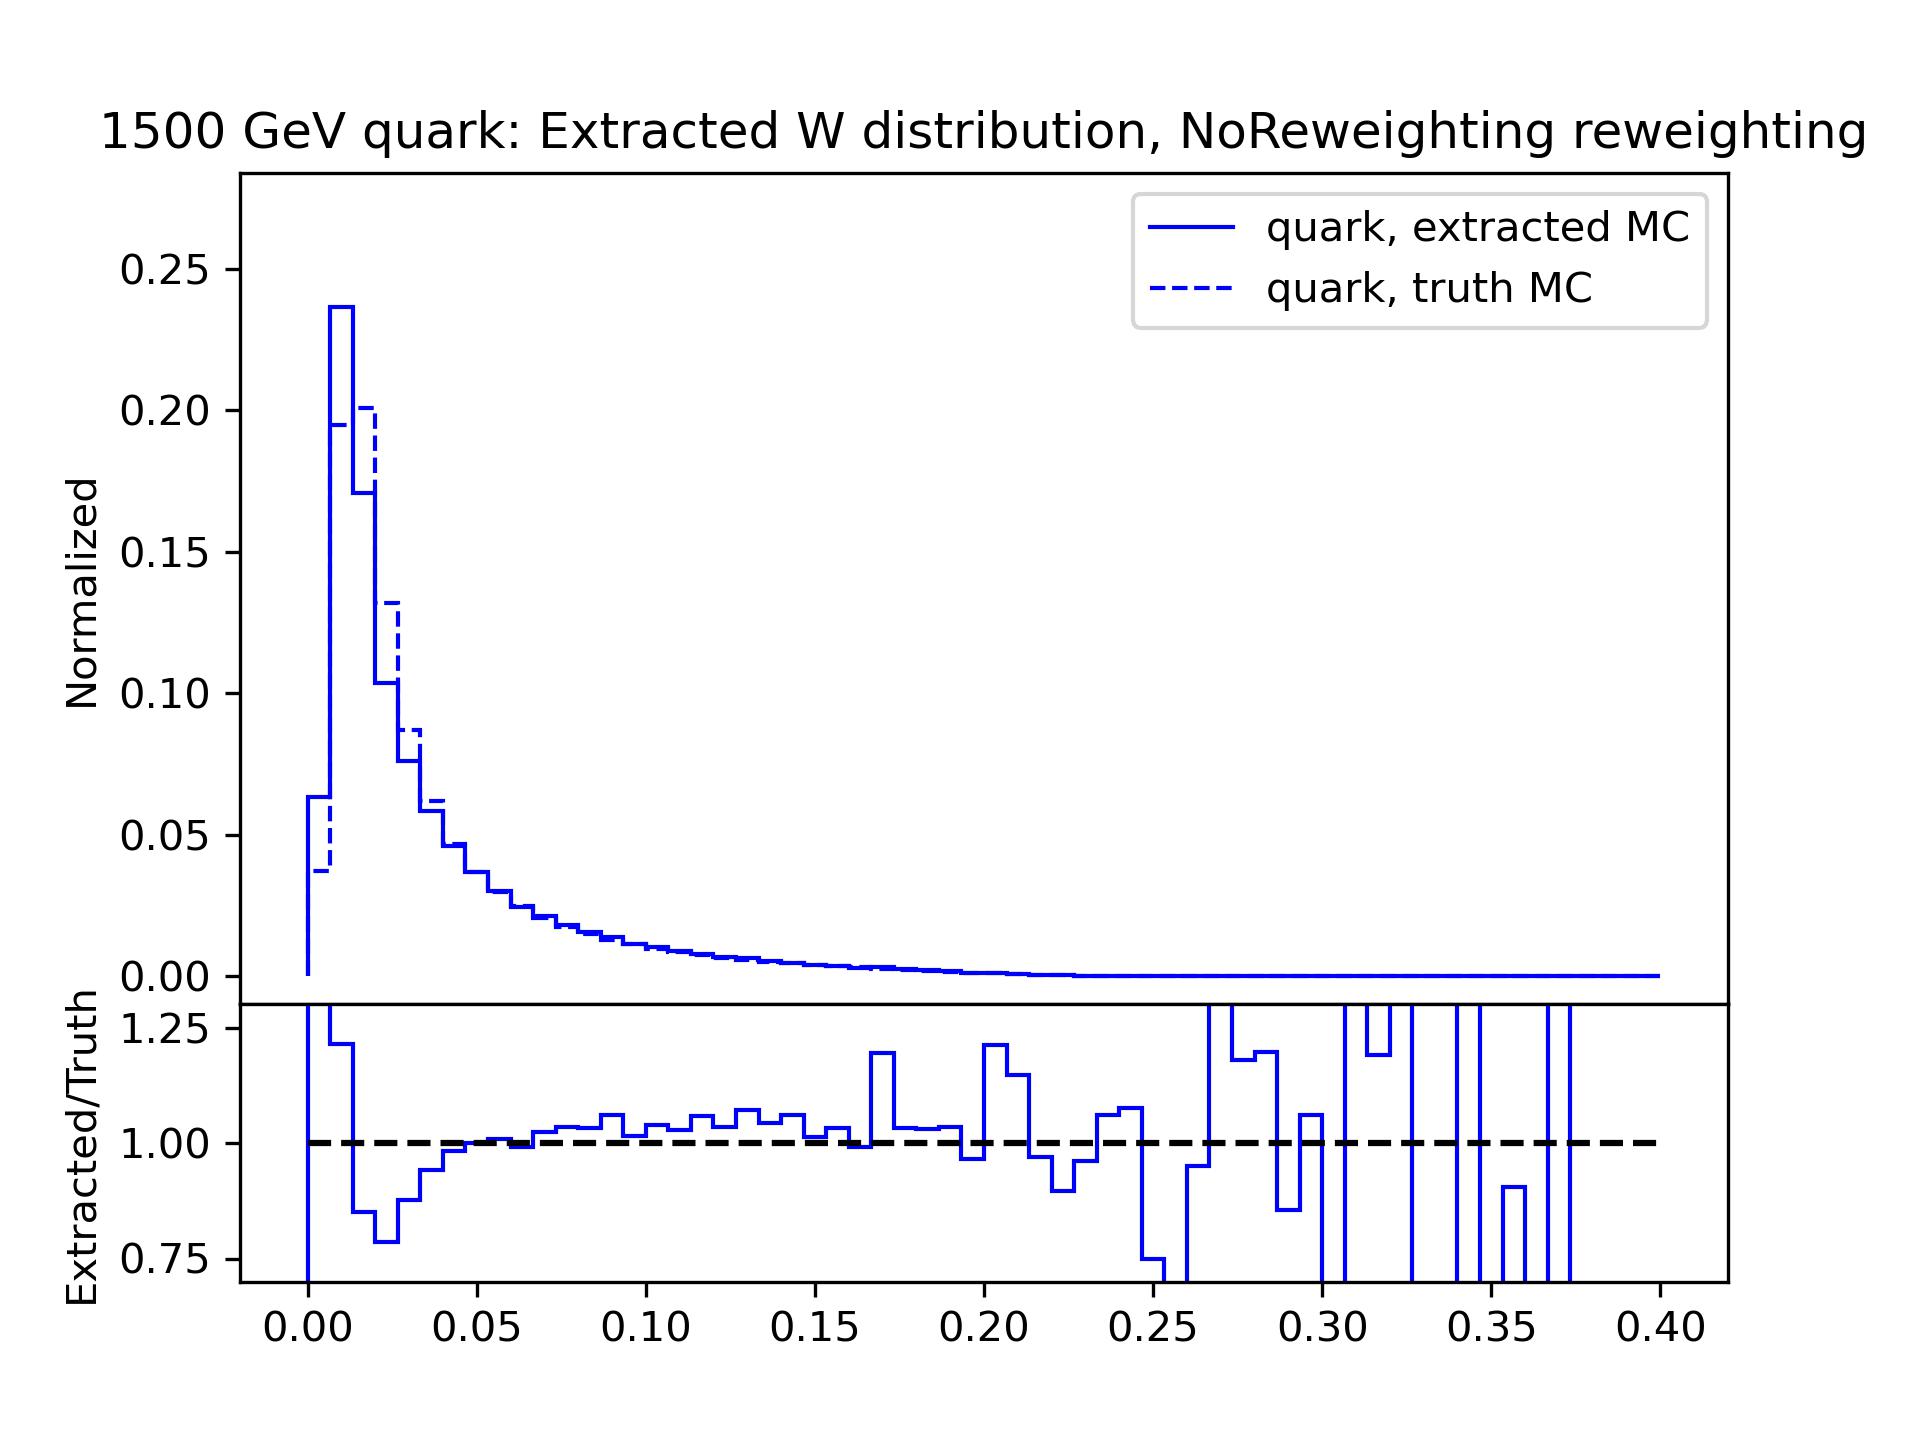 1500 GeV quark: Extracted W distribution, NoReweighting reweighting
quark, extracted MC
quark, truth MC
Normalized
0.25
0.20
0.15
0.10
0.05
0.00
Extracted/Truth
1.25
1.00
0.75
0.00 0.05 0.10 0.15 0.20 0.25 0.30 0.35 0.40